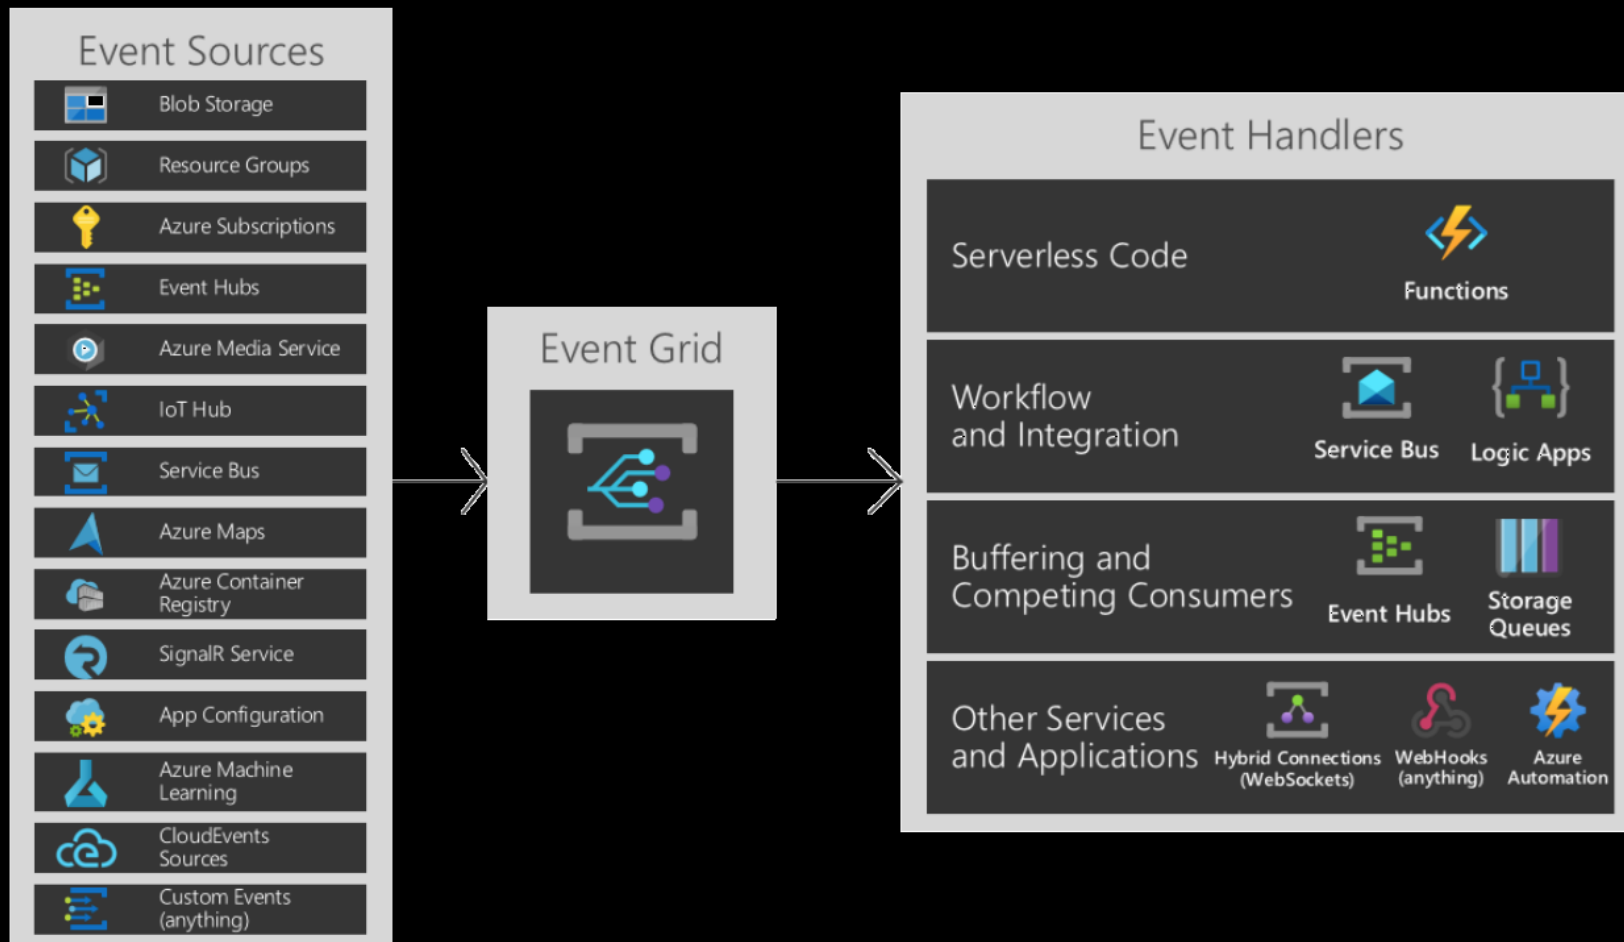 Event Sources
Blob Storage
Resource Groups
Azure Subscriptions
Event Hubs
Azure Media Service
IoT Hub
Service Bus
Azure Maps
Azure Container
Registry
SignalR Service
App Configuration
Azure Machine
Learning
CloudEvents
Sources
Custom Events
(anything)
Event Grid
Event Handlers
Serverless Code
Functions
Workflow
and Integration
Service Bus
Logic Apps
Buffering and
Competing Consumers
Event Hubs
Storage
Queues
Other Services
and Applications
Hybrid Connections
(WebSockets)
WebHooks
(anything)
Azure
Automation